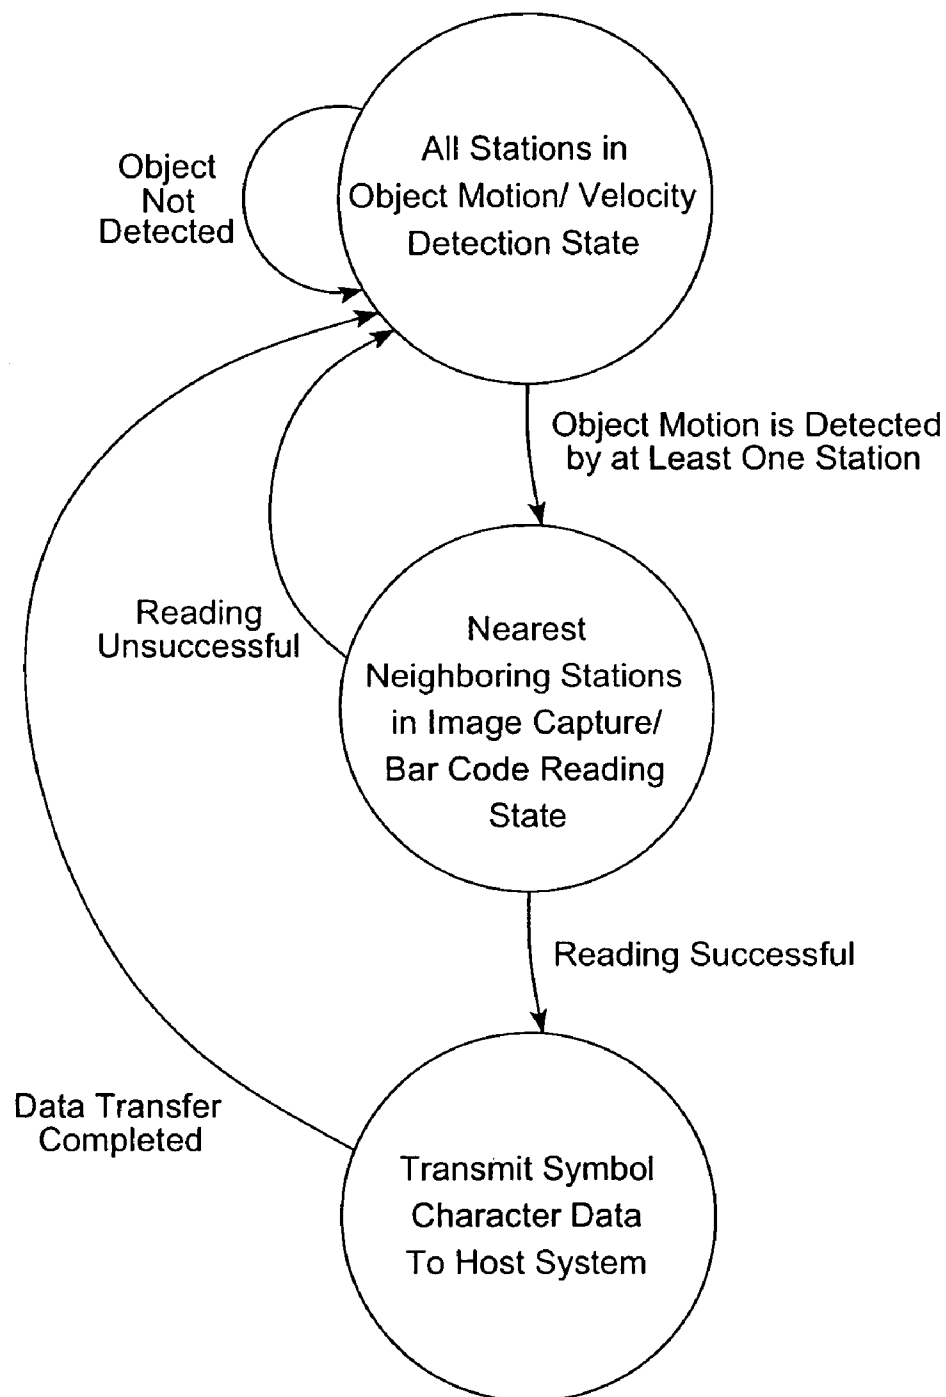 All Stations in
Object Motion/ Velocity
Detection State
Object
Not
Detected
Object Motion is Detected
by at Least One Station
Nearest
Neighboring Stations
in Image Capture/
Bar Code Reading
State
Reading
Unsuccessful
Reading Successful
Data Transfer
Completed
Transmit Symbol
Character Data
To Host System